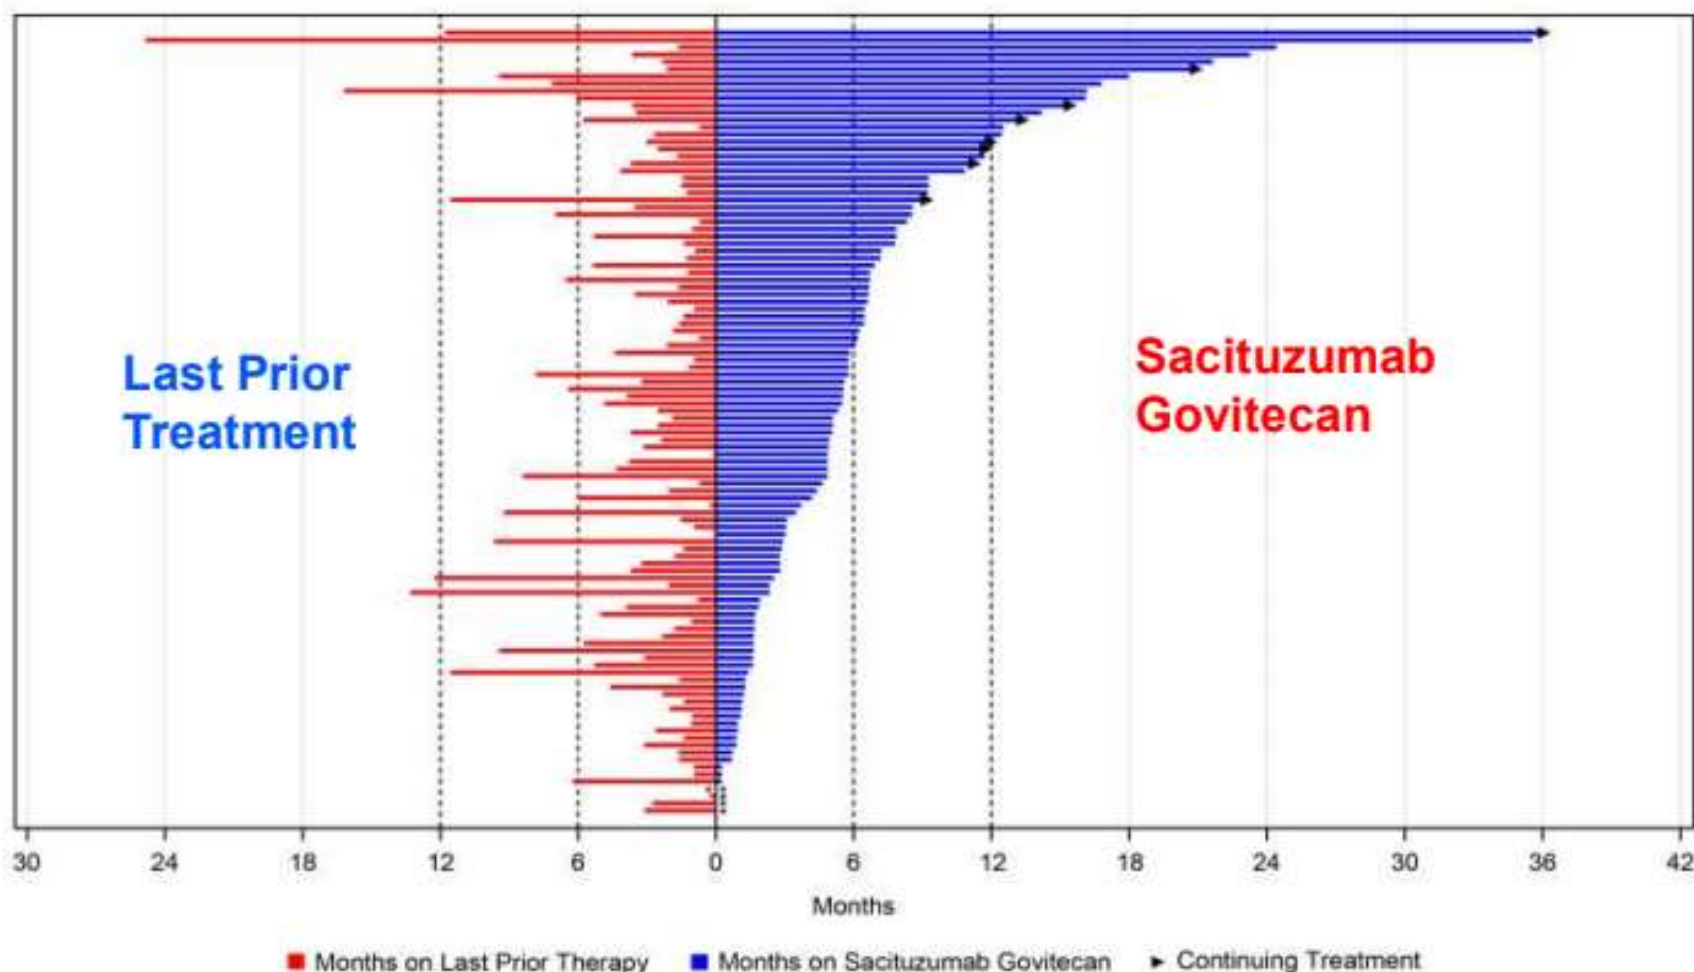 Last Prior
Treatment
Sacituzumab
Govitecan
30 24 18 12 6 0 6 12 18 24 30 36 42
Months
Months on Last Prior Therapy Months on Sacituzumab Govitecan Continuing Treatment